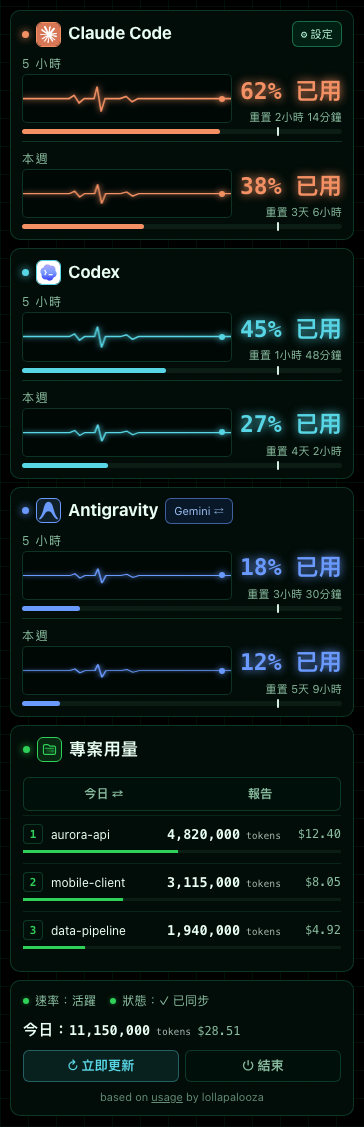 Claude Code
⚙ 設定
5 小時
62% 已用
重置 2小時 14分鐘
本週
38% 已用
重置 3天 6小時
Codex
5 小時
45% 已用
重置 1小時 48分鐘
本週
27% 已用
重置 4天 2小時
Antigravity Gemini ⇄
5 小時
18% 已用
重置 3小時 30分鐘
本週
12% 已用
重置 5天 9小時
專案用量
今日 ⇄ 報告
1 aurora-api 4,820,000 tokens $12.40
2 mobile-client 3,115,000 tokens $8.05
3 data-pipeline 1,940,000 tokens $4.92
速率：活躍 狀態：✓ 已同步
今日：11,150,000 tokens $28.51
↻ 立即更新 ⏻ 結束
based on usage by lollapalooza